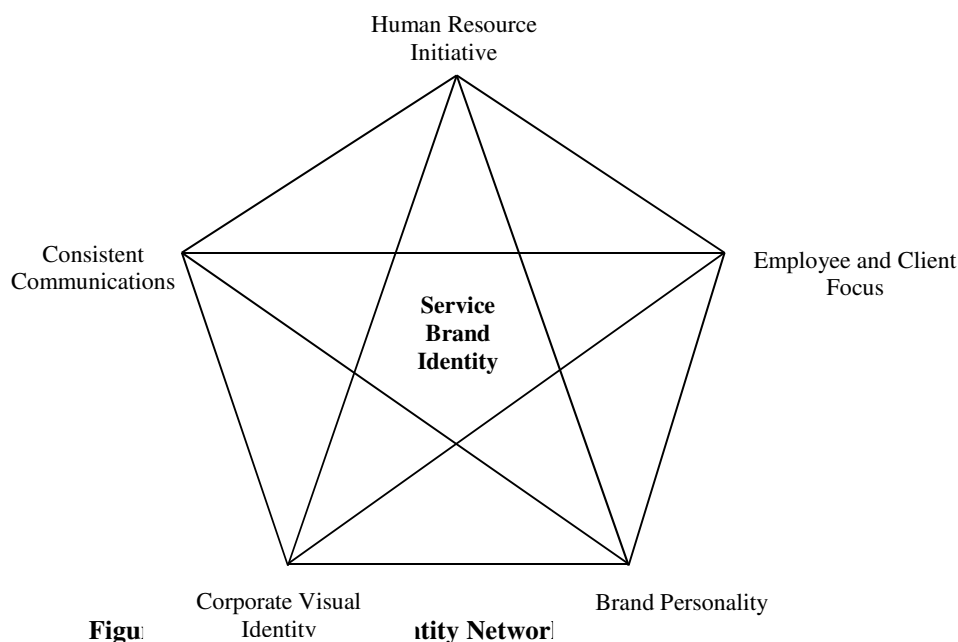 Human Resource
Initiative
Consistent
Communications
Employee and Client
Focus
Service
Brand
Identity
Corporate Visual
Identity
Brand Personality